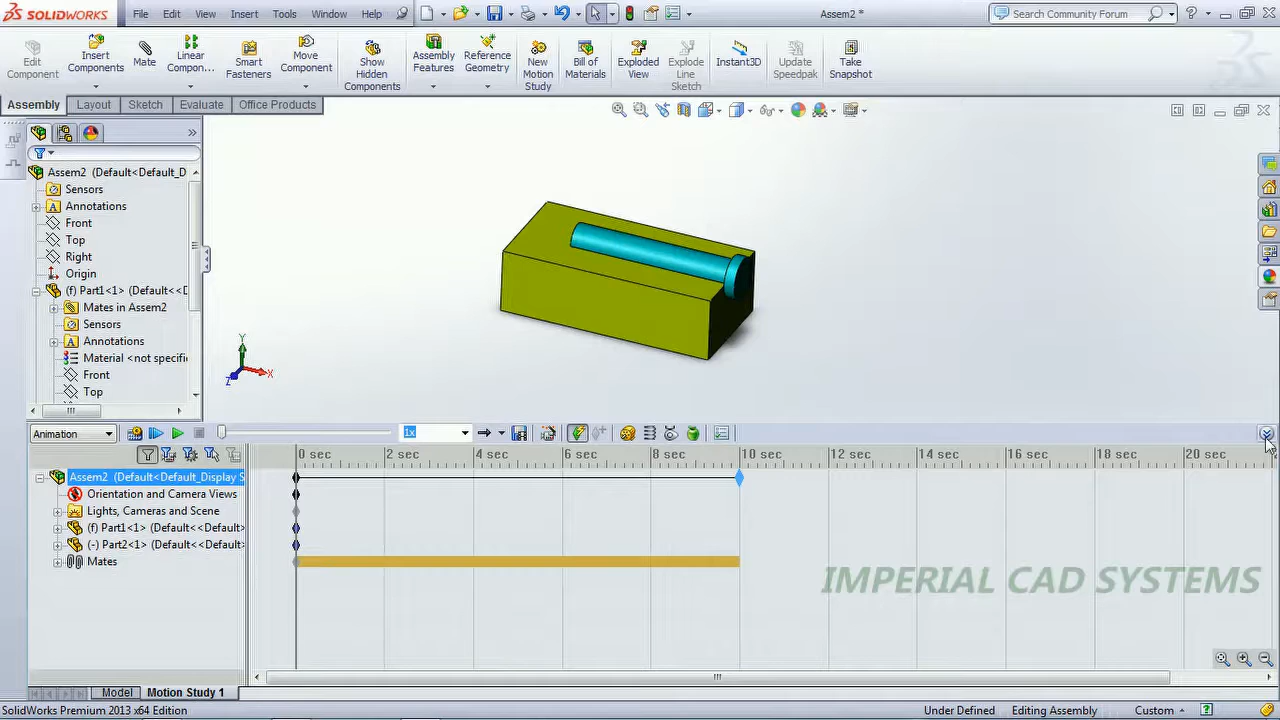 SOLIDWORKS File Edit View Insert Tools Window Help Assem2 * Search Community Forum
Edit Component
Insert Components
Mate
Linear Compon...
Smart Fasteners
Move Component
Show Hidden Components
Assembly Features
Reference Geometry
New Motion Study
Bill of Materials
Exploded View
Explode Line Sketch
Instant3D
Update Speedpak
Take Snapshot
Assembly Layout Sketch Evaluate Office Products
Assem2 (Default<Default_D
Sensors
Annotations
Front
Top
Right
Origin
(f) Part1<1> (Default<<D
Mates in Assem2
Sensors
Annotations
Material <not specifi
Front
Top
Y
X
Z
Animation 1x
0 sec 2 sec 4 sec 6 sec 8 sec 10 sec 12 sec 14 sec 16 sec 18 sec 20 sec
Assem2 (Default<Default_Display S
Orientation and Camera Views
Lights, Cameras and Scene
(f) Part1<1> (Default<<Default>
(-) Part2<1> (Default<<Default>
Mates
IMPERIAL CAD SYSTEMS
Model Motion Study 1
SolidWorks Premium 2013 x64 Edition Under Defined Editing Assembly Custom